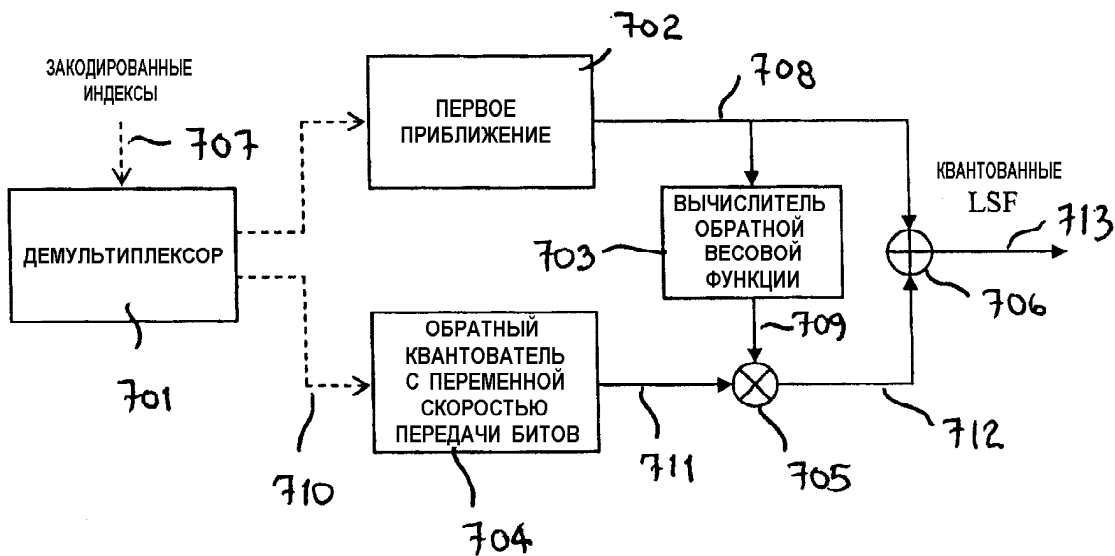 ЗАКОДИРОВАННЫЕ
ИНДЕКСЫ
707
ДЕМУЛЬТИПЛЕКСОР
701
702
ПЕРВОЕ
ПРИБЛИЖЕНИЕ
708
ВЫЧИСЛИТЕЛЬ
ОБРАТНОЙ
ВЕСОВОЙ
ФУНКЦИИ
703
709
КВАНТОВАННЫЕ
LSF
713
706
ОБРАТНЫЙ
КВАНТОВАТЕЛЬ
С ПЕРЕМЕННОЙ
СКОРОСТЬЮ
ПЕРЕДАЧИ БИТОВ
710
704
711
705
712